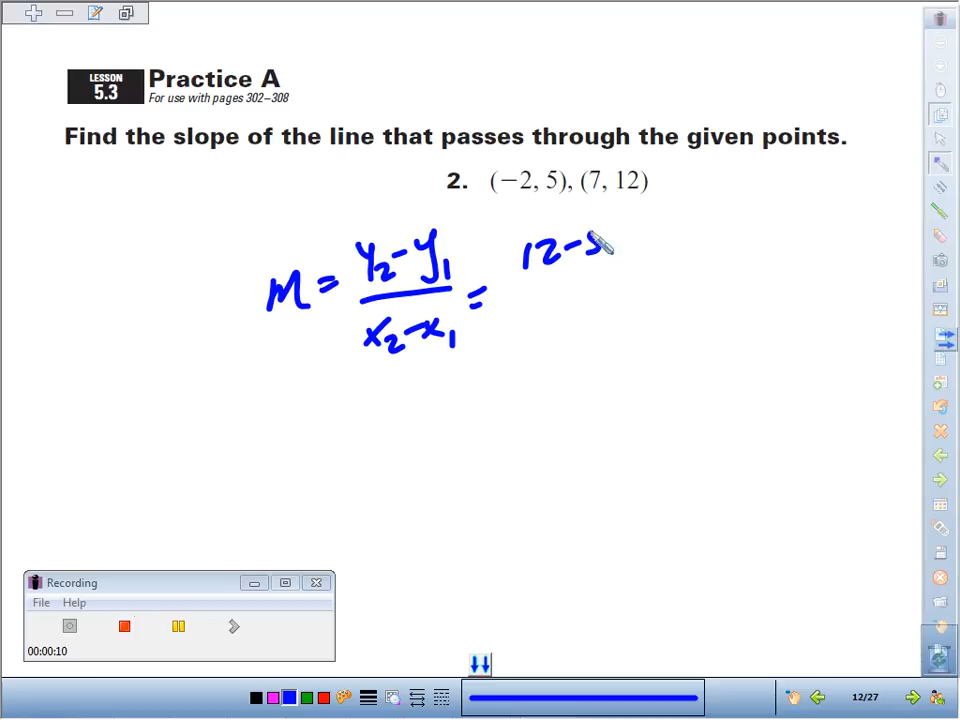 LESSON 5.3
Practice A
For use with pages 302–308
Find the slope of the line that passes through the given points.
2. (−2, 5), (7, 12)
m = y₂ − y₁ / x₂ − x₁ = 12 − 5
Recording
File Help
00:00:10
12/27